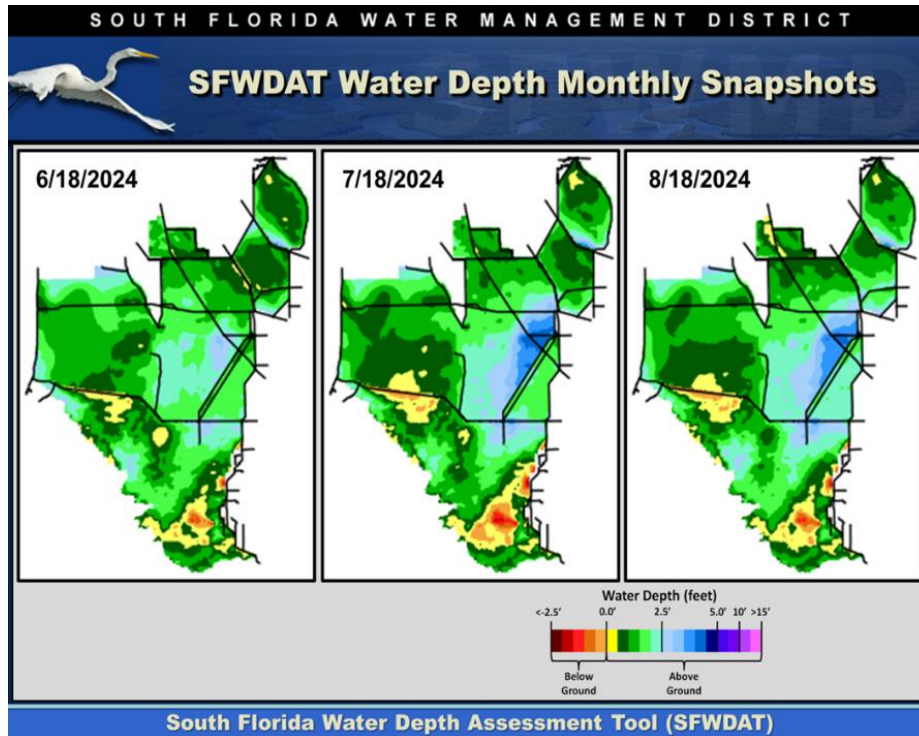 SOUTH FLORIDA WATER MANAGEMENT DISTRICT
SFWDAT Water Depth Monthly Snapshots
SFWMD
6/18/2024
7/18/2024
8/18/2024
Water Depth (feet)
<-2.5' 0.0' 2.5' 5.0' 10' >15'
Below Ground
Above Ground
South Florida Water Depth Assessment Tool (SFWDAT)